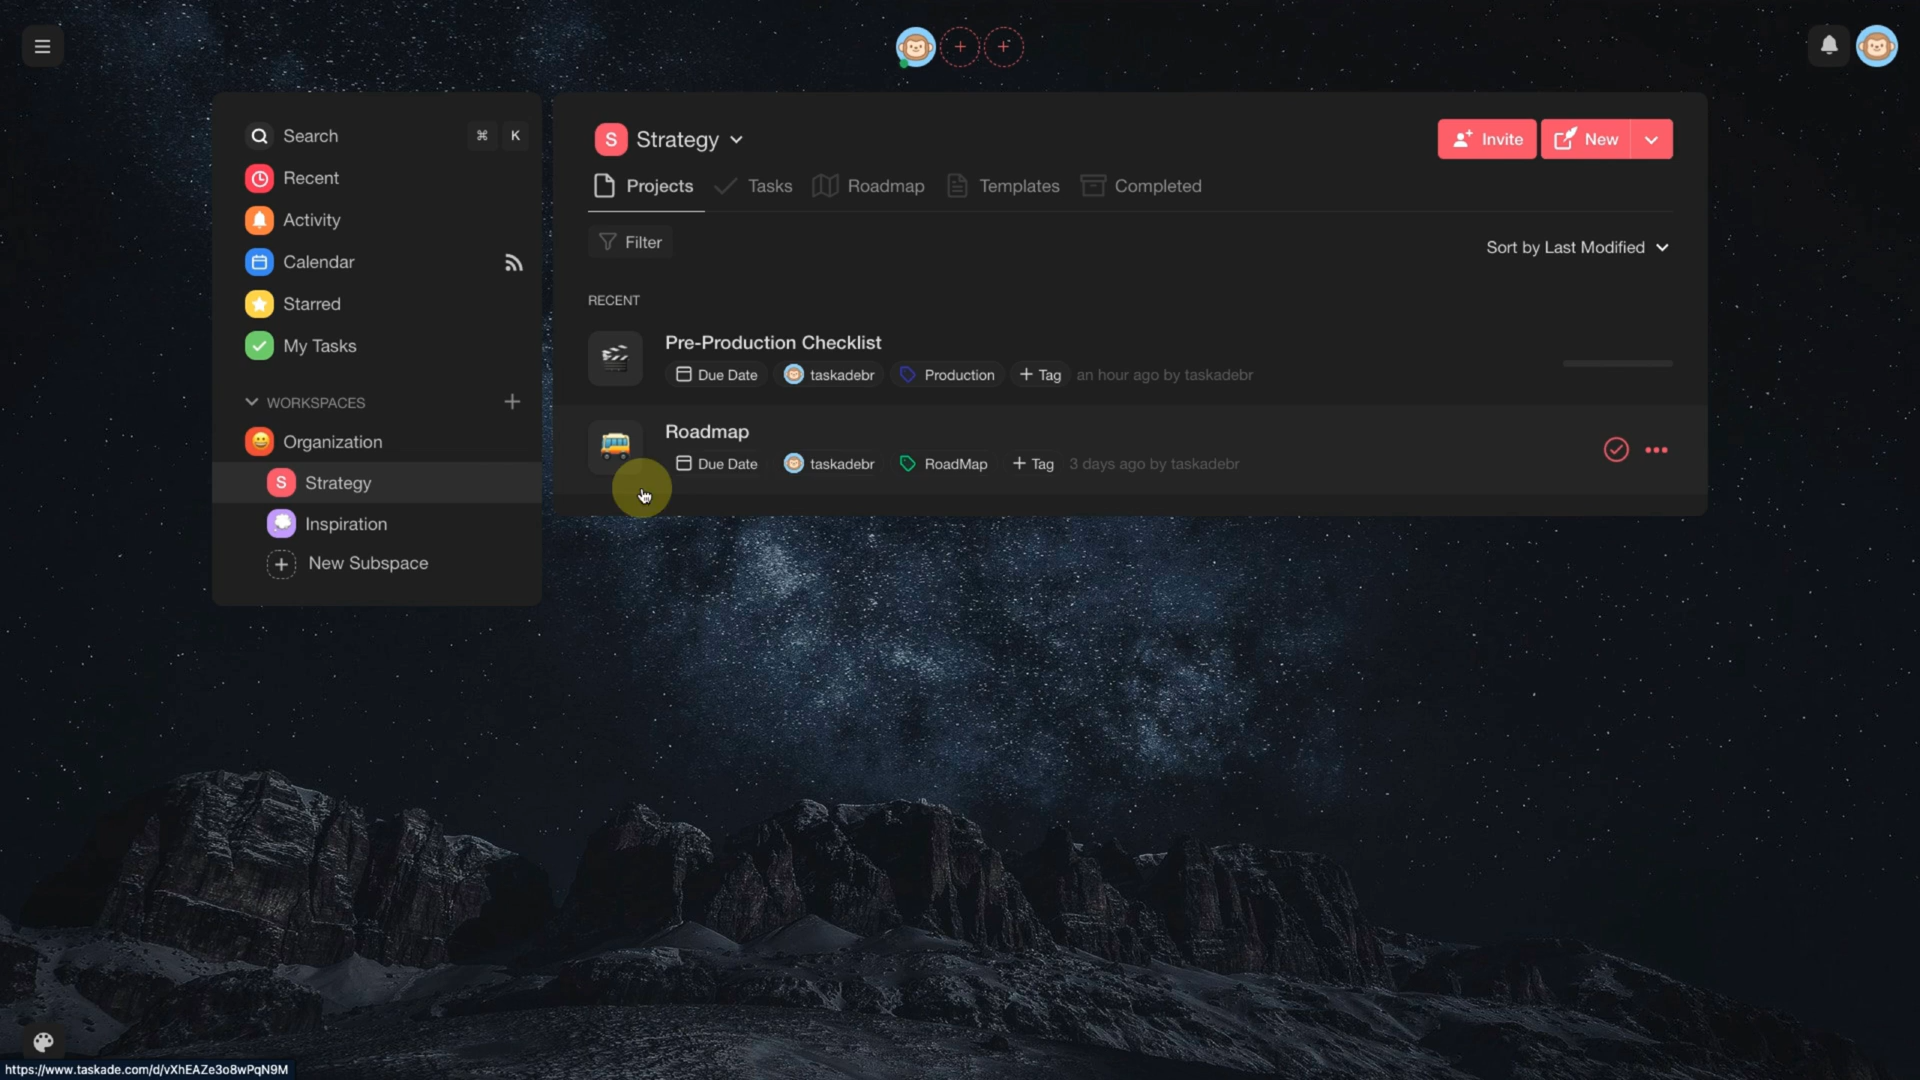 Search ⌘ K
Recent
Activity
Calendar
Starred
My Tasks
WORKSPACES
Organization
S Strategy
Inspiration
New Subspace
S Strategy
Invite
New
Projects
Tasks
Roadmap
Templates
Completed
Filter
Sort by Last Modified
RECENT
Pre-Production Checklist
Due Date taskadebr Production + Tag an hour ago by taskadebr
Roadmap
Due Date taskadebr RoadMap + Tag 3 days ago by taskadebr
https://www.taskade.com/d/vXhEAZe3o8wPqN9M